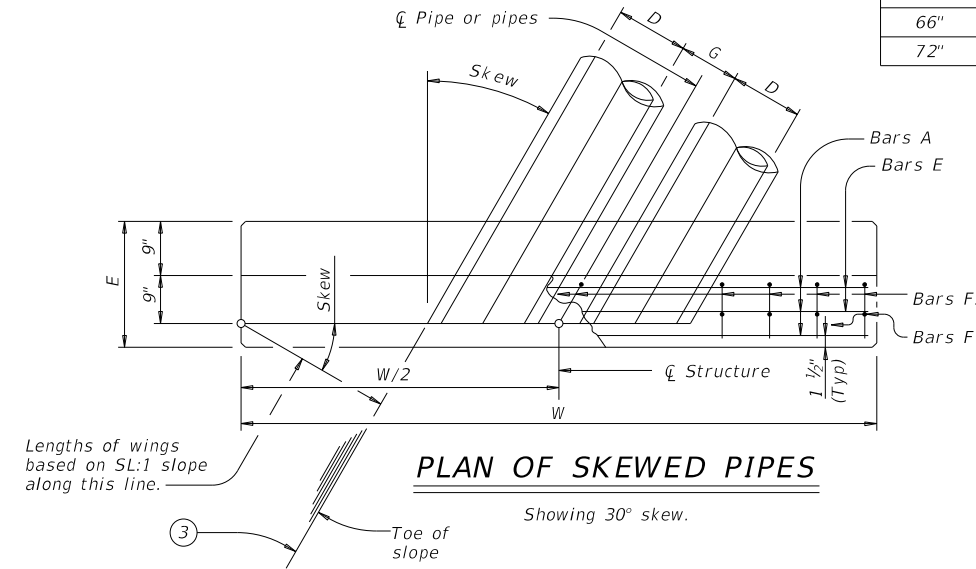 ℄ Pipe or pipes
D
G
D
66"
72"
Skew
Bars A
Bars E
E
9"
9"
Skew
Bars F
Bars F
1 ½"
(Typ)
W/2
℄ Structure
W
Lengths of wings
based on SL:1 slope
along this line.
PLAN OF SKEWED PIPES
Showing 30° skew.
3
Toe of
slope